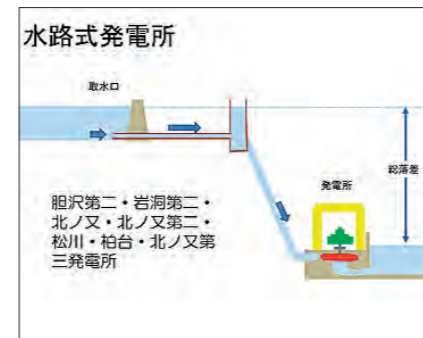 水路式発電所
取水口
総落差
発電所
胆沢第二・岩洞第二・
北ノ又・北ノ又第二・
松川・柏台・北ノ又第
三発電所